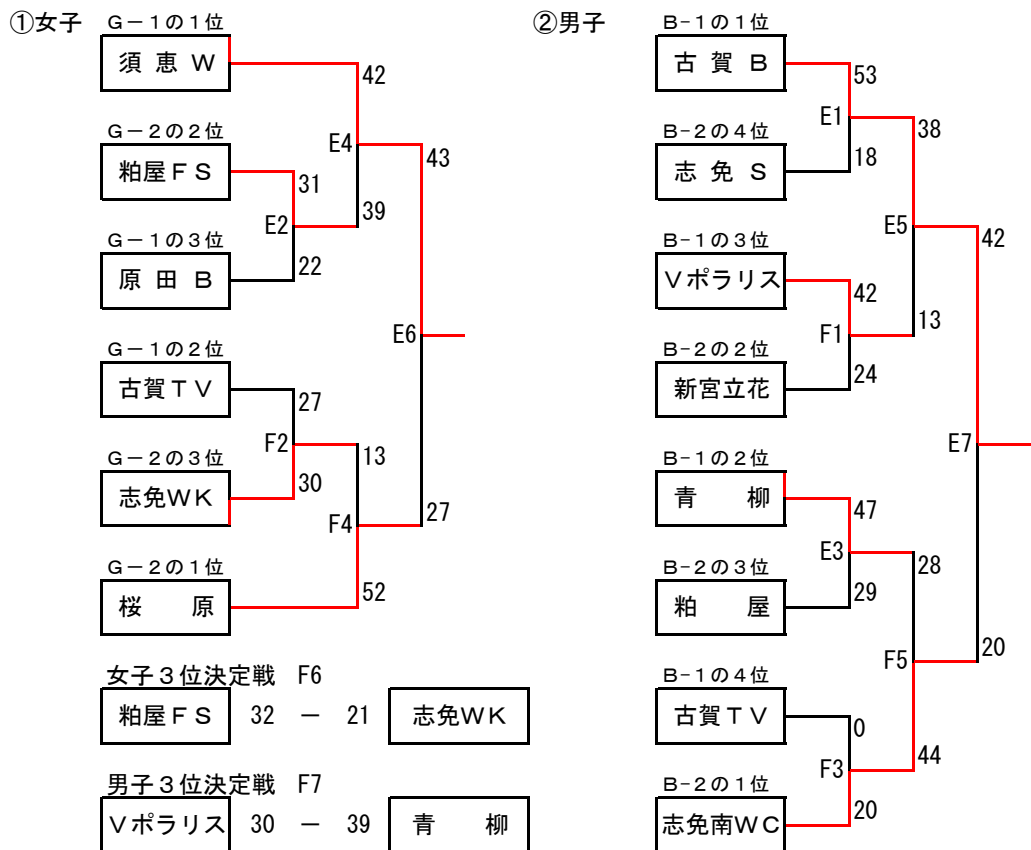 ①女子
G－1の1位
須恵W
42
G－2の2位
E4
43
粕屋FS
31
E2
39
G－1の3位
22
原田B
E6
G－1の2位
古賀TV
27
F2
13
G－2の3位
30
志免WK
27
F4
G－2の1位
52
桜原
女子3位決定戦 F6
粕屋FS 32 － 21 志免WK
男子3位決定戦 F7
Vポラリス 30 － 39 青柳
②男子
B-1の1位
古賀B
53
E1
38
B-2の4位
18
志免S
E5
42
B-1の3位
Vポラリス
42
F1
13
B-2の2位
24
新宮立花
E7
B-1の2位
青柳
47
E3
28
B-2の3位
29
粕屋
F5
20
B-1の4位
古賀TV
0
F3
44
B-2の1位
20
志免南WC